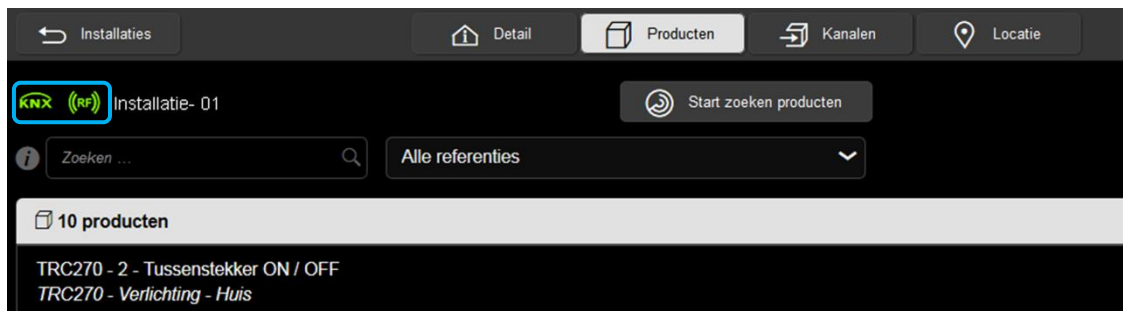 Installaties Detail Producten Kanalen Locatie
KNX ((RF)) Installatie- 01 Start zoeken producten
i Zoeken ... Alle referenties
10 producten
TRC270 - 2 - Tussenstekker ON / OFF
TRC270 - Verlichting - Huis